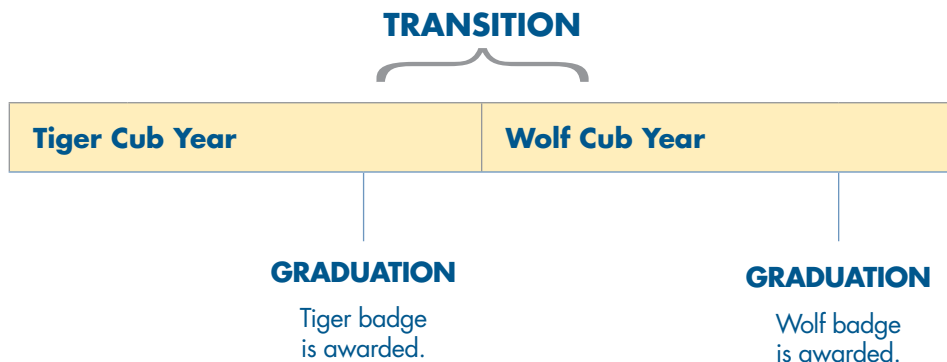 TRANSITION
Tiger Cub Year
Wolf Cub Year
GRADUATION
Tiger badge
is awarded.
GRADUATION
Wolf badge
is awarded.